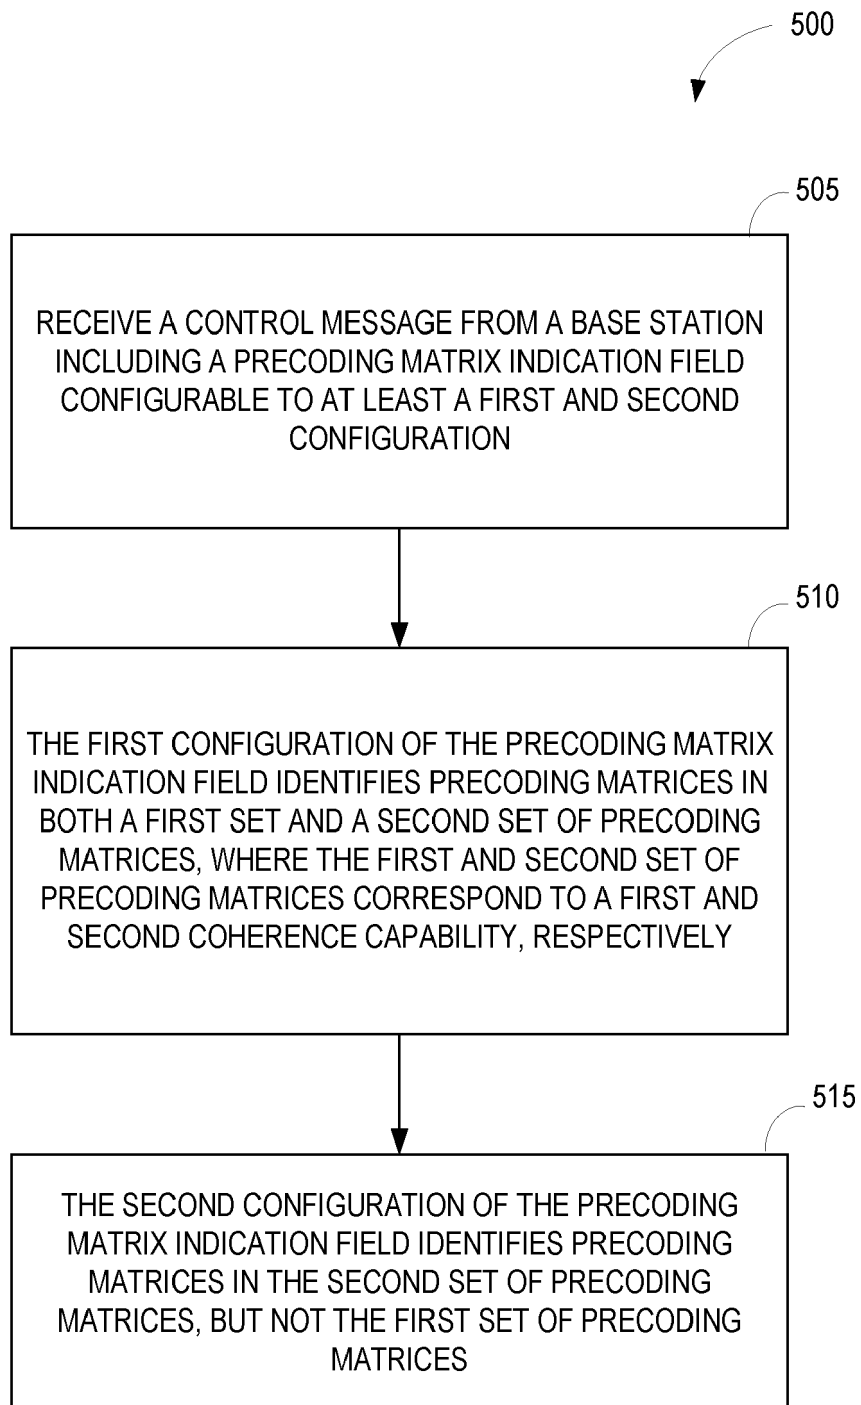 500
505
RECEIVE A CONTROL MESSAGE FROM A BASE STATION
INCLUDING A PRECODING MATRIX INDICATION FIELD
CONFIGURABLE TO AT LEAST A FIRST AND SECOND
CONFIGURATION
510
THE FIRST CONFIGURATION OF THE PRECODING MATRIX
INDICATION FIELD IDENTIFIES PRECODING MATRICES IN
BOTH A FIRST SET AND A SECOND SET OF PRECODING
MATRICES, WHERE THE FIRST AND SECOND SET OF
PRECODING MATRICES CORRESPOND TO A FIRST AND
SECOND COHERENCE CAPABILITY, RESPECTIVELY
515
THE SECOND CONFIGURATION OF THE PRECODING
MATRIX INDICATION FIELD IDENTIFIES PRECODING
MATRICES IN THE SECOND SET OF PRECODING
MATRICES, BUT NOT THE FIRST SET OF PRECODING
MATRICES